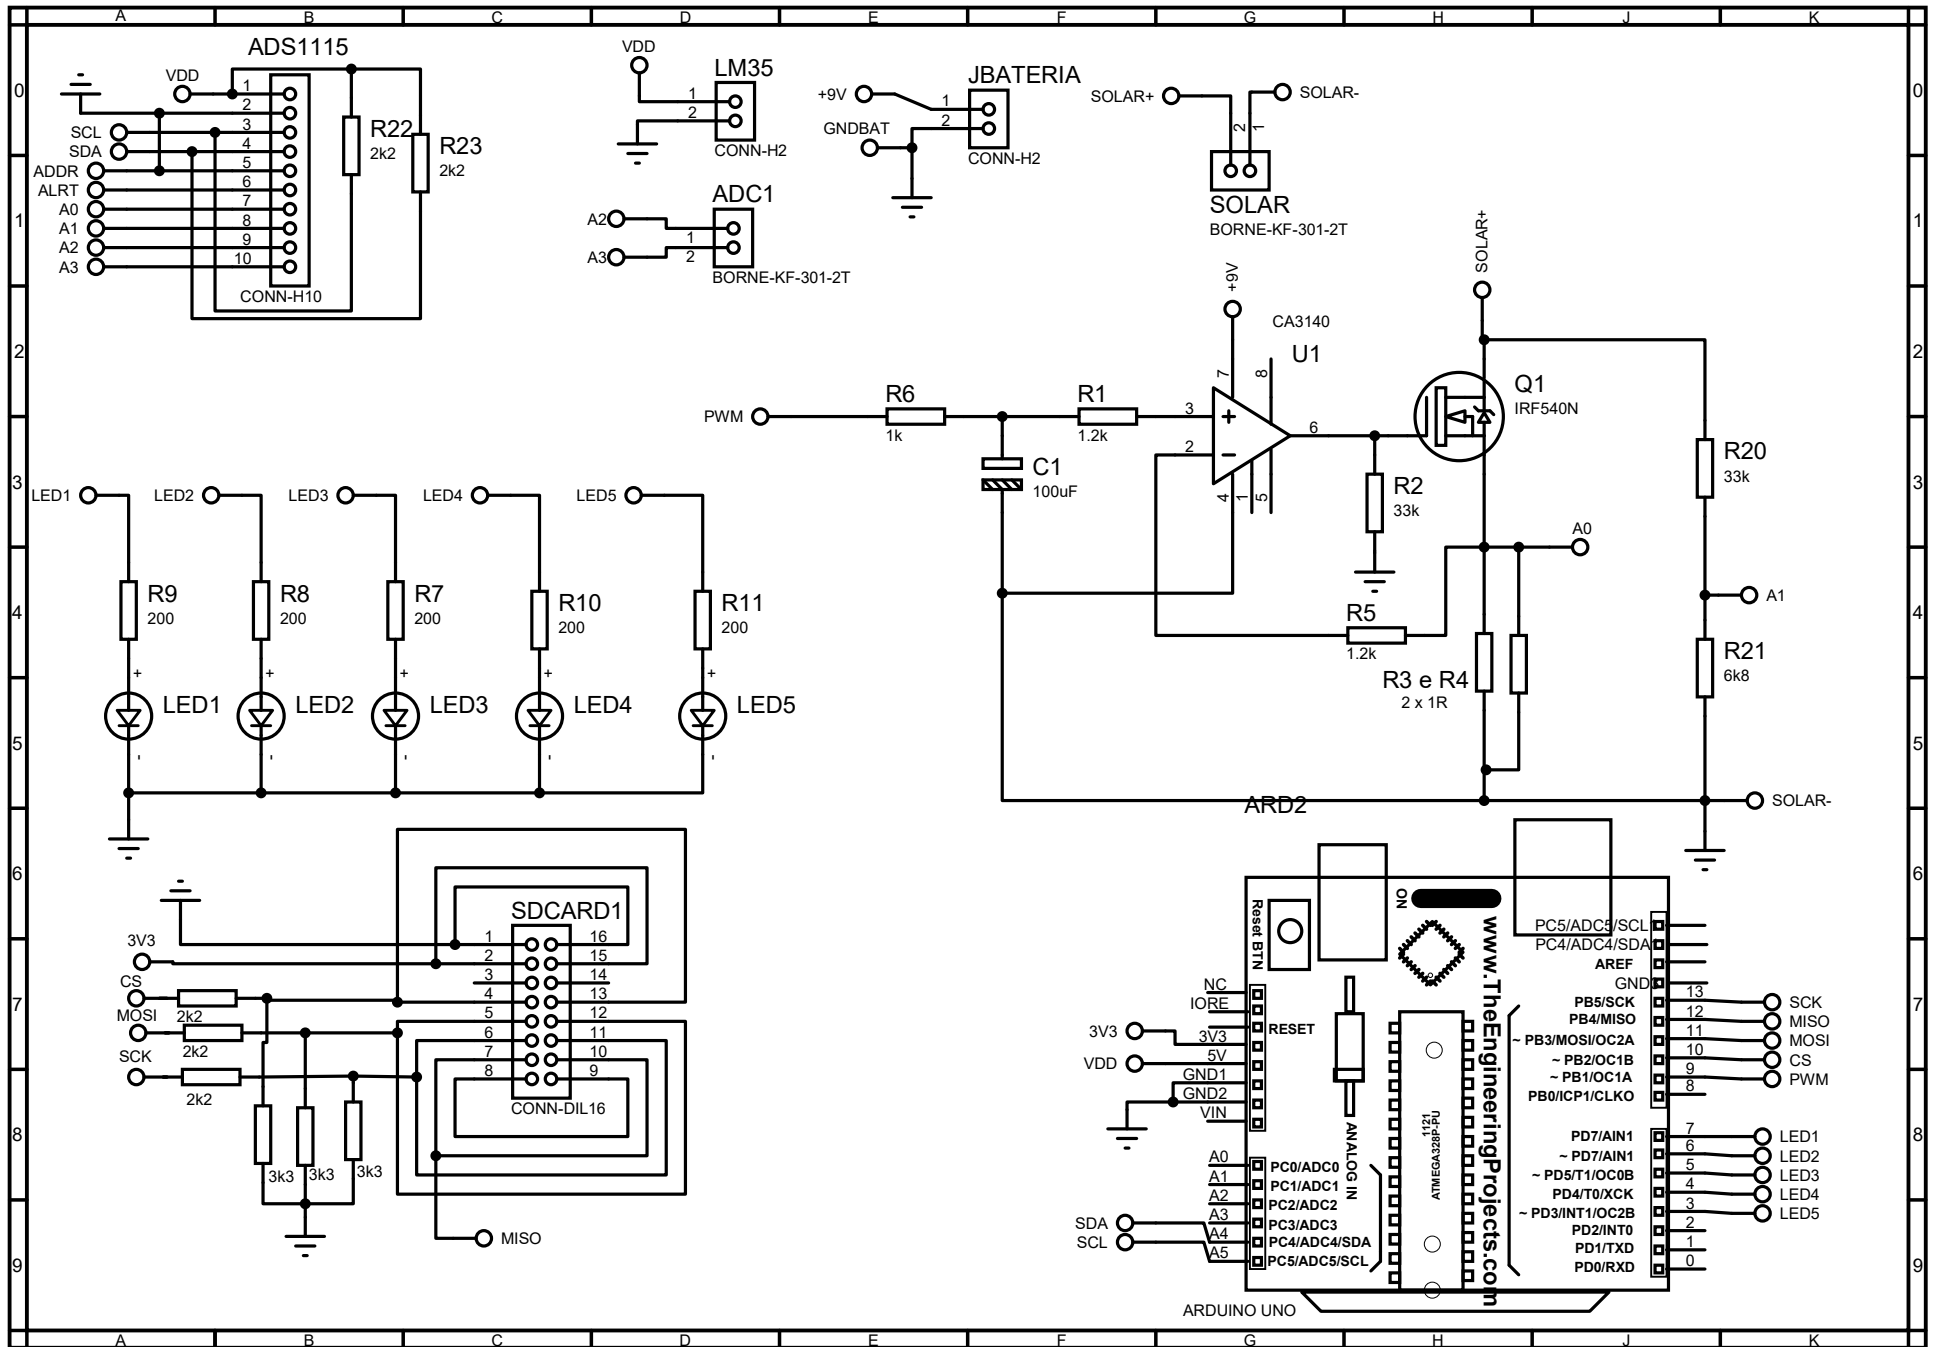 A B C D E F G H J K
0 0
1 1
2 2
3 3
4 4
5 5
6 6
7 7
8 8
9 9
ADS1115
VDD
SCL
SDA
ADDR
ALRT
A0
A1
A2
A3
1
2
3
4
5
6
7
8
9
10
CONN-H10
R22
2k2
R23
2k2
VDD
LM35
1
2
CONN-H2
ADC1
A2
A3
1
2
BORNE-KF-301-2T
JBATERIA
+9V
GNDBAT
1
2
CONN-H2
SOLAR+
SOLAR-
2
1
SOLAR
BORNE-KF-301-2T
PWM
R6
1k
R1
1.2k
C1
100uF
+9V
CA3140
U1
7
8
3
+
2
6
4
1
5
SOLAR+
Q1
IRF540N
R2
33k
A0
R5
1.2k
R3 e R4
2 x 1R
R20
33k
A1
R21
6k8
SOLAR-
LED1
LED2
LED3
LED4
LED5
R9
200
R8
200
R7
200
R10
200
R11
200
+ + + + +
LED1
LED2
LED3
LED4
LED5
- - - - -
SDCARD1
3V3
CS
MOSI
SCK
2k2
2k2
2k2
3k3
3k3
3k3
1 16
2 15
3 14
4 13
5 12
6 11
7 10
8 9
CONN-DIL16
MISO
ARD2
Reset BTN
ON
www.TheEngineeringProjects.com
1121
ATMEGA328P-PU
ANALOG IN
NC
IORE
RESET
3V3 3V3
VDD 5V
GND1
GND2
VIN
A0 PC0/ADC0
A1 PC1/ADC1
A2 PC2/ADC2
A3 PC3/ADC3
SDA A4 PC4/ADC4/SDA
SCL A5 PC5/ADC5/SCL
PC5/ADC5/SCL
PC4/ADC4/SDA
AREF
GND
PB5/SCK 13 SCK
PB4/MISO 12 MISO
~ PB3/MOSI/OC2A 11 MOSI
~ PB2/OC1B 10 CS
~ PB1/OC1A 9 PWM
PB0/ICP1/CLKO 8
PD7/AIN1 7 LED1
~ PD7/AIN1 6 LED2
~ PD5/T1/OC0B 5 LED3
PD4/T0/XCK 4 LED4
~ PD3/INT1/OC2B 3 LED5
PD2/INT0 2
PD1/TXD 1
PD0/RXD 0
ARDUINO UNO
A B C D E F G H J K